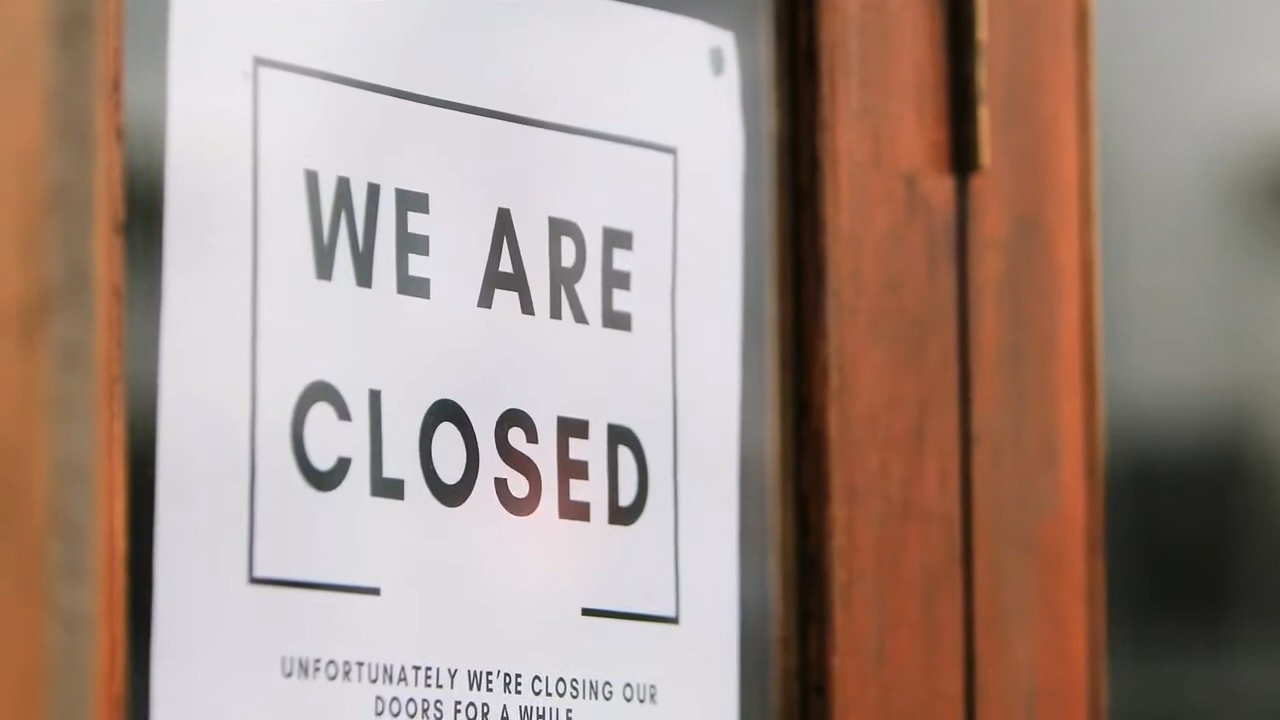 WE ARE
CLOSED
UNFORTUNATELY WE'RE CLOSING OUR
DOORS FOR A WHILE